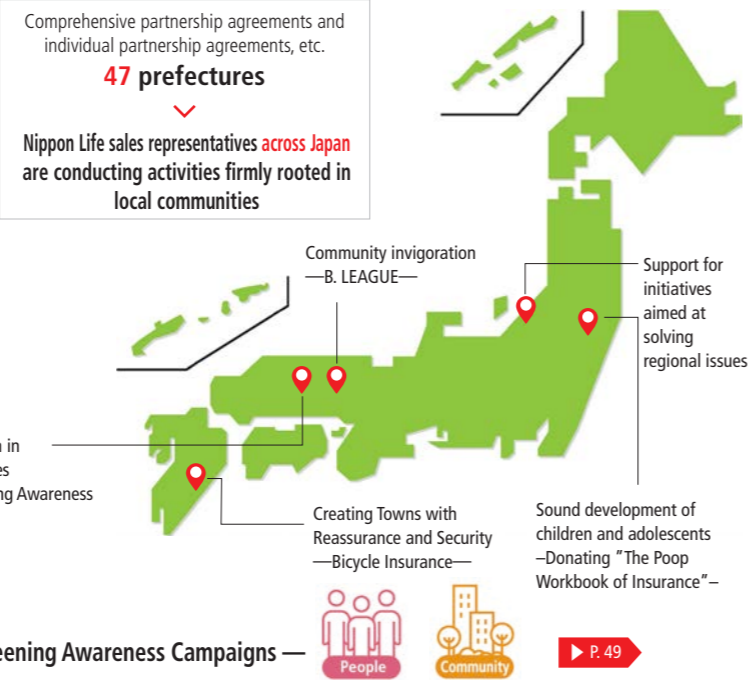 Comprehensive partnership agreements and
individual partnership agreements, etc.
47 prefectures
Nippon Life sales representatives across Japan
are conducting activities firmly rooted in
local communities
Community invigoration
—B. LEAGUE—
Support for
initiatives
aimed at
solving
regional issues
in
Awareness
Creating Towns with
Reassurance and Security
—Bicycle Insurance—
Sound development of
children and adolescents
–Donating "The Poop
Workbook of Insurance"–
Awareness Campaigns —
People
Community
P. 49